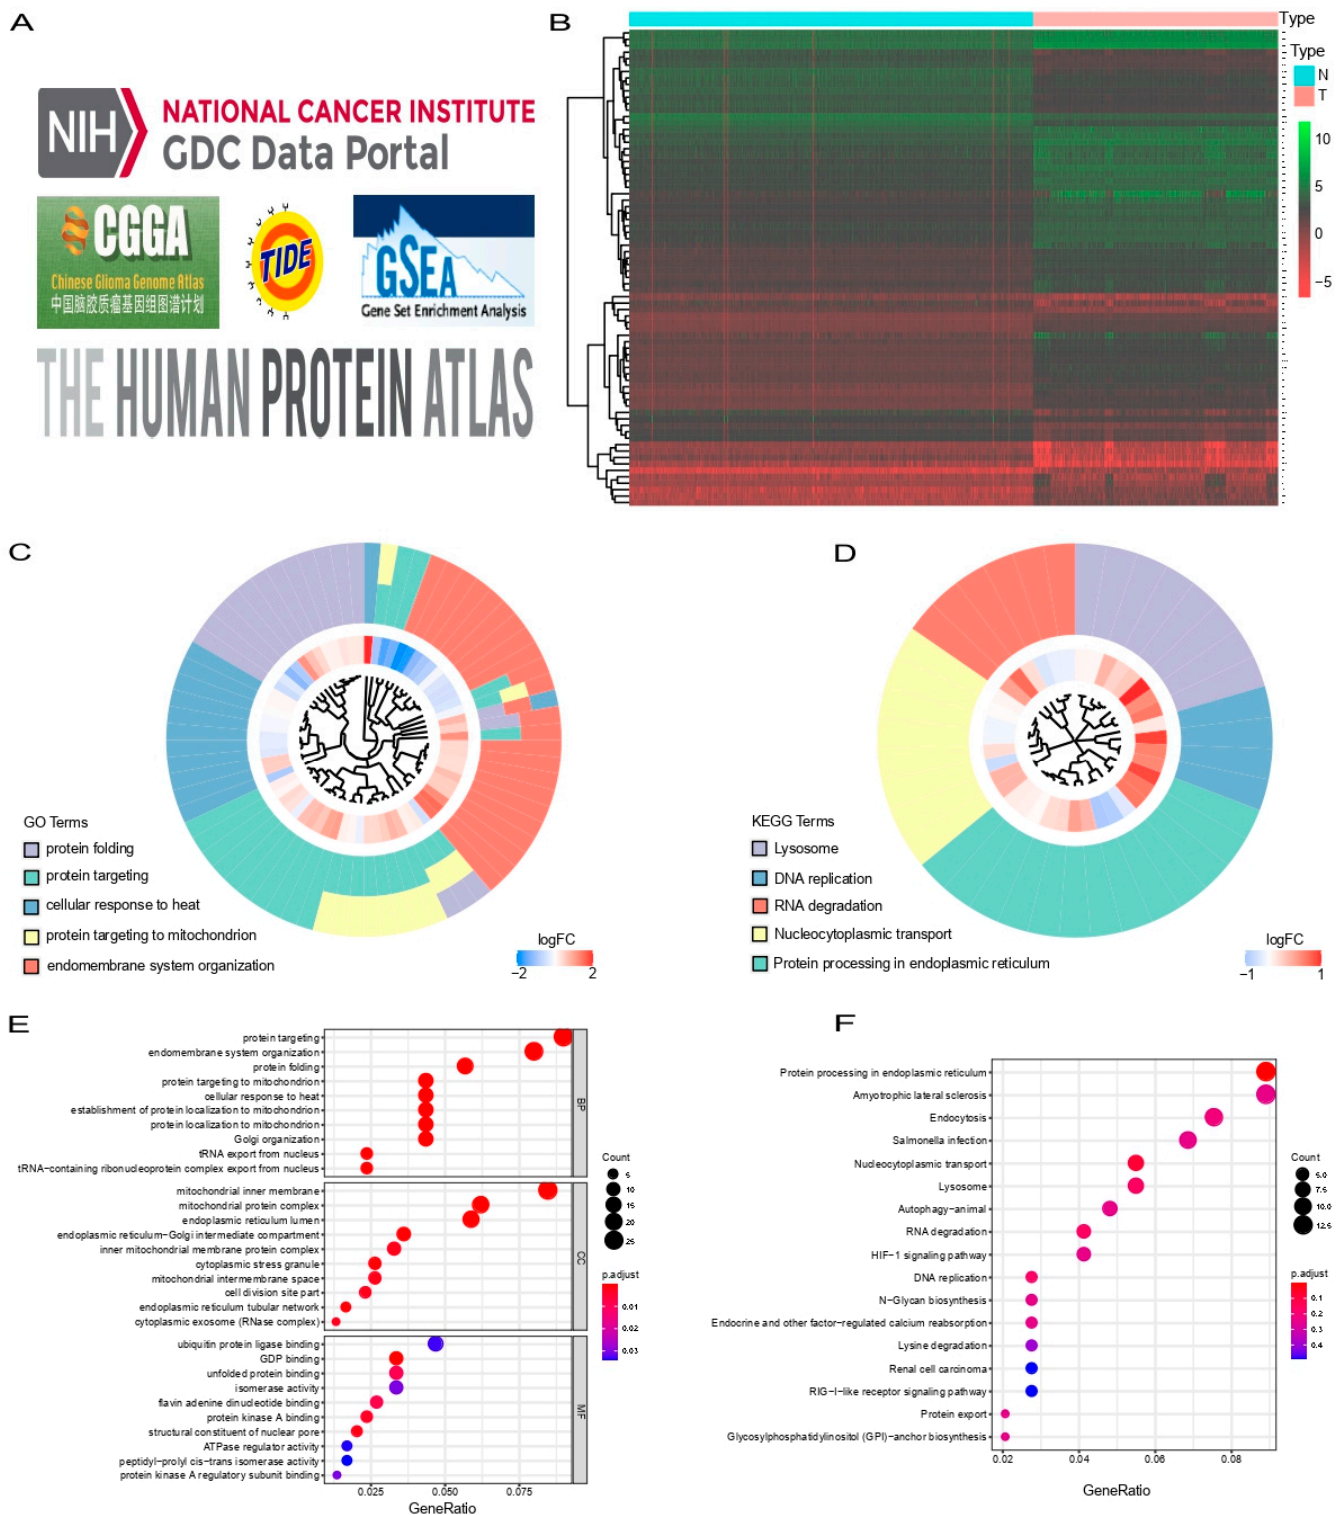 A
NIH
NATIONAL CANCER INSTITUTE
GDC Data Portal
CGGA
Chinese Glioma Genome Atlas
中国脑胶质瘤基因组图谱计划
TIDE
GSEA
Gene Set Enrichment Analysis
THE HUMAN PROTEIN ATLAS
B
Type
Type
N
T
10
5
0
−5
C
GO Terms
protein folding
protein targeting
cellular response to heat
protein targeting to mitochondrion
endomembrane system organization
logFC
−2 2
D
KEGG Terms
Lysosome
DNA replication
RNA degradation
Nucleocytoplasmic transport
Protein processing in endoplasmic reticulum
logFC
−1 1
E
protein targeting
endomembrane system organization
protein folding
protein targeting to mitochondrion
cellular response to heat
establishment of protein localization to mitochondrion
protein localization to mitochondrion
Golgi organization
tRNA export from nucleus
tRNA−containing ribonucleoprotein complex export from nucleus
BP
mitochondrial inner membrane
mitochondrial protein complex
endoplasmic reticulum lumen
endoplasmic reticulum−Golgi intermediate compartment
inner mitochondrial membrane protein complex
cytoplasmic stress granule
mitochondrial intermembrane space
cell division site part
endoplasmic reticulum tubular network
cytoplasmic exosome (RNase complex)
CC
ubiquitin protein ligase binding
GDP binding
unfolded protein binding
isomerase activity
flavin adenine dinucleotide binding
protein kinase A binding
structural constituent of nuclear pore
ATPase regulator activity
peptidyl−prolyl cis−trans isomerase activity
protein kinase A regulatory subunit binding
MF
0.025 0.050 0.075
GeneRatio
Count
5
10
15
20
25
p.adjust
0.01
0.02
0.03
F
Protein processing in endoplasmic reticulum
Amyotrophic lateral sclerosis
Endocytosis
Salmonella infection
Nucleocytoplasmic transport
Lysosome
Autophagy−animal
RNA degradation
HIF−1 signaling pathway
DNA replication
N−Glycan biosynthesis
Endocrine and other factor−regulated calcium reabsorption
Lysine degradation
Renal cell carcinoma
RIG−I−like receptor signaling pathway
Protein export
Glycosylphosphatidylinositol (GPI)−anchor biosynthesis
0.02 0.04 0.06 0.08
GeneRatio
Count
5.0
7.5
10.0
12.5
p.adjust
0.1
0.2
0.3
0.4